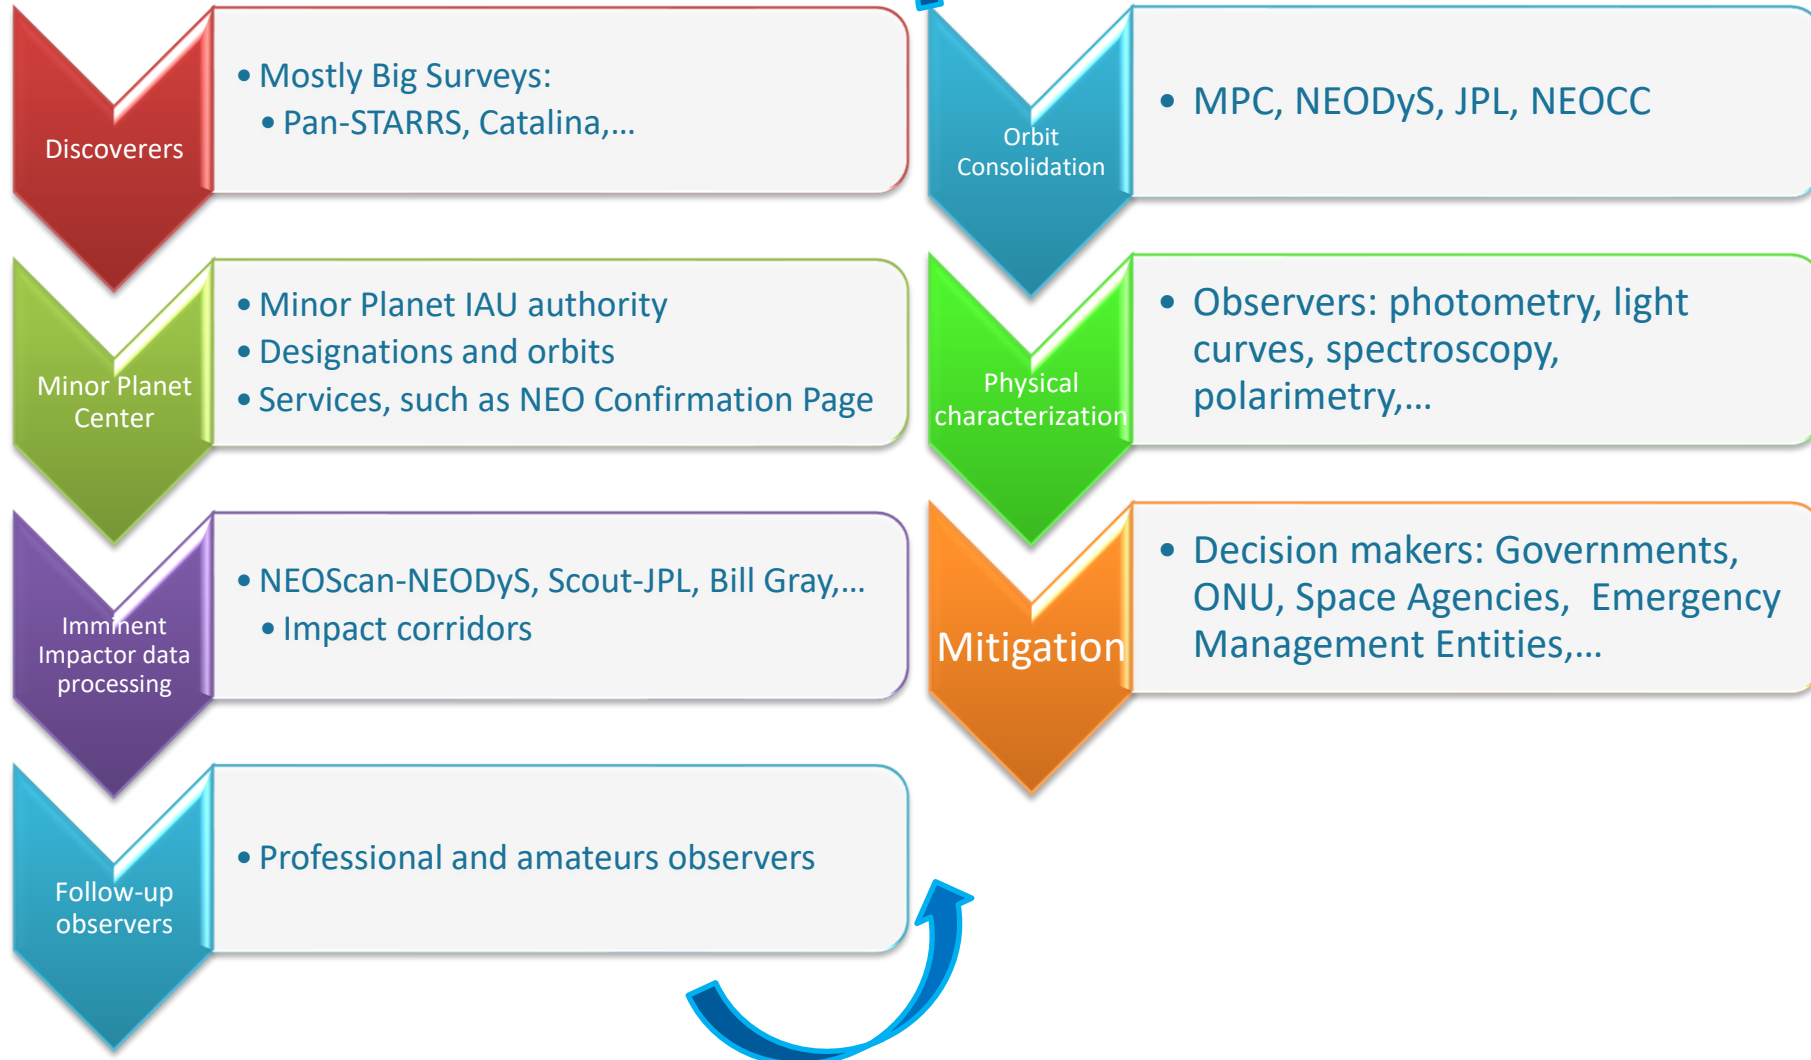 Discoverers
• Mostly Big Surveys:
• Pan-STARRS, Catalina,...
Minor Planet
Center
• Minor Planet IAU authority
• Designations and orbits
• Services, such as NEO Confirmation Page
Imminent
Impactor data
processing
• NEOScan-NEODyS, Scout-JPL, Bill Gray,...
• Impact corridors
Follow-up
observers
• Professional and amateurs observers
Orbit
Consolidation
• MPC, NEODyS, JPL, NEOCC
Physical
characterization
• Observers: photometry, light
curves, spectroscopy,
polarimetry,...
Mitigation
• Decision makers: Governments,
ONU, Space Agencies, Emergency
Management Entities,...